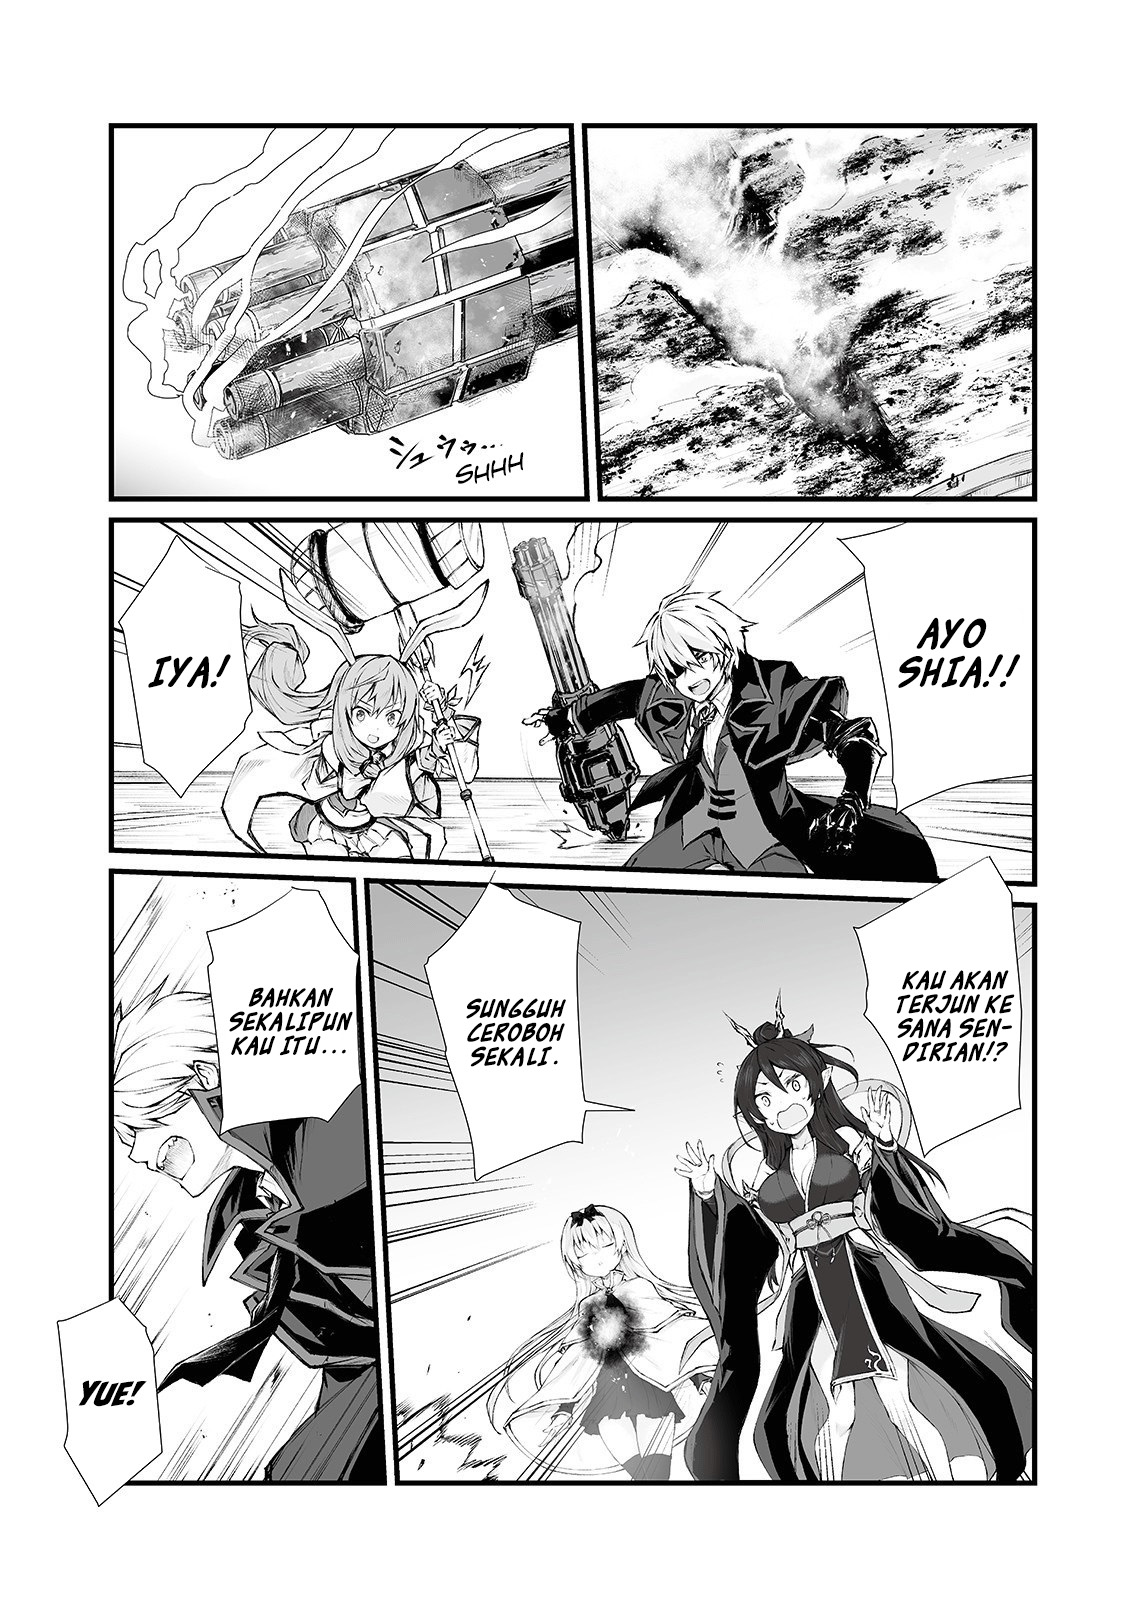 シュウゥ...
SHHH
AYO
SHIA!!
IYA!
KAU AKAN
TERJUN KE
SANA SEN-
DIRIAN!?
SUNGGUH
CEROBOH
SEKALI.
BAHKAN
SEKALIPUN
KAU ITU...
YUE!